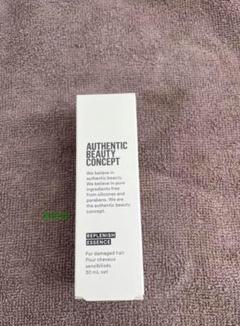 AUTHENTIC
BEAUTY
CONCEPT
We believe in
authentic beauty.
We believe in pure
ingredients free
from silicones and
parabens. We are
the authentic beauty
concept.
REPLENISH
ESSENCE
For damaged hair
Pour cheveux
sensibilisés
30 mL net